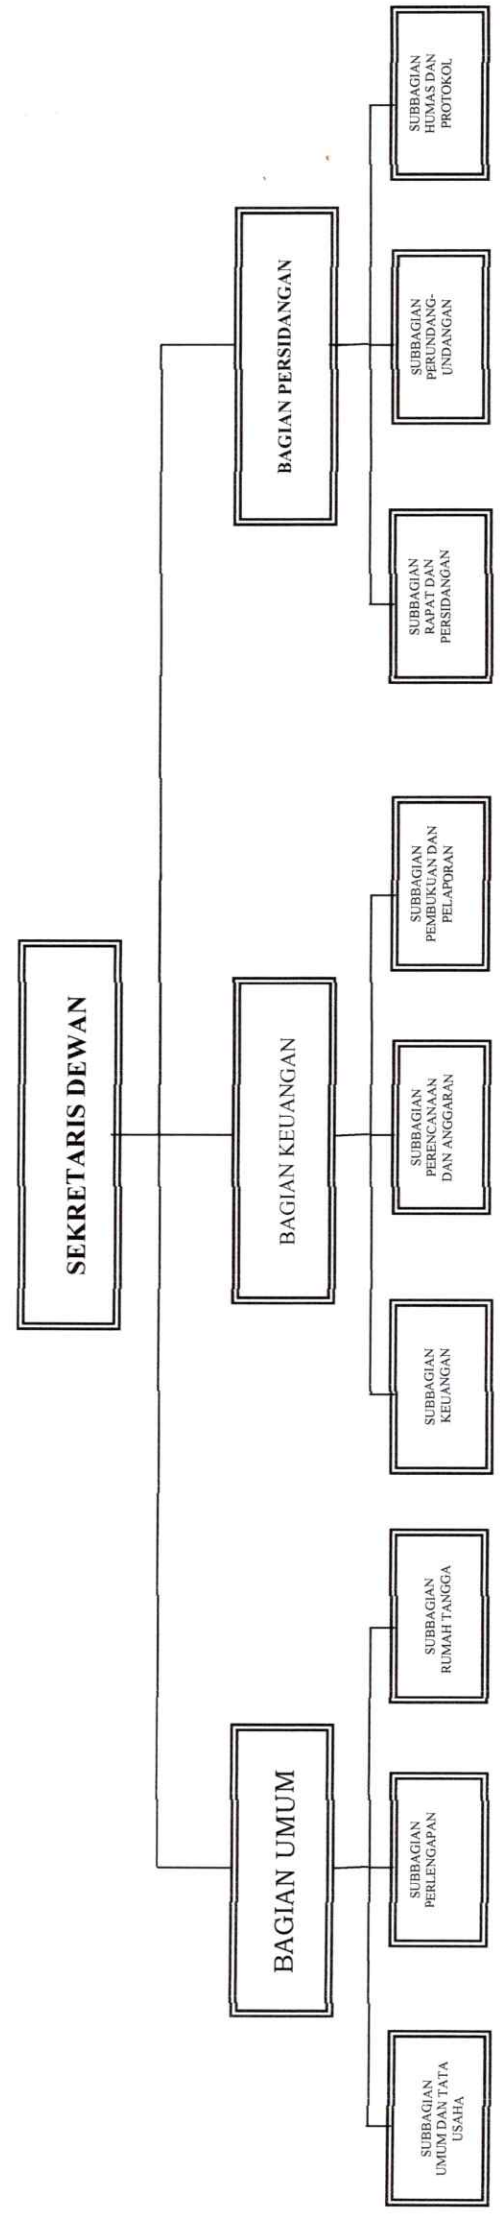 SEKRETARIS DEWAN
BAGIAN UMUM
BAGIAN KEUANGAN
BAGIAN PERSIDANGAN
SUBBAGIAN
UMUM DAN TATA
USAHA
SUBBAGIAN
PERLENGAPAN
SUBBAGIAN
RUMAH TANGGA
SUBBAGIAN
KEUANGAN
SUBBAGIAN
PERENCANAAN
DAN ANGGARAN
SUBBAGIAN
PEMBUKUAN DAN
PELAPORAN
SUBBAGIAN
RAPAT DAN
PERSIDANGAN
SUBBAGIAN
PERUNDANG-
UNDANGAN
SUBBAGIAN
HUMAS DAN
PROTOKOL